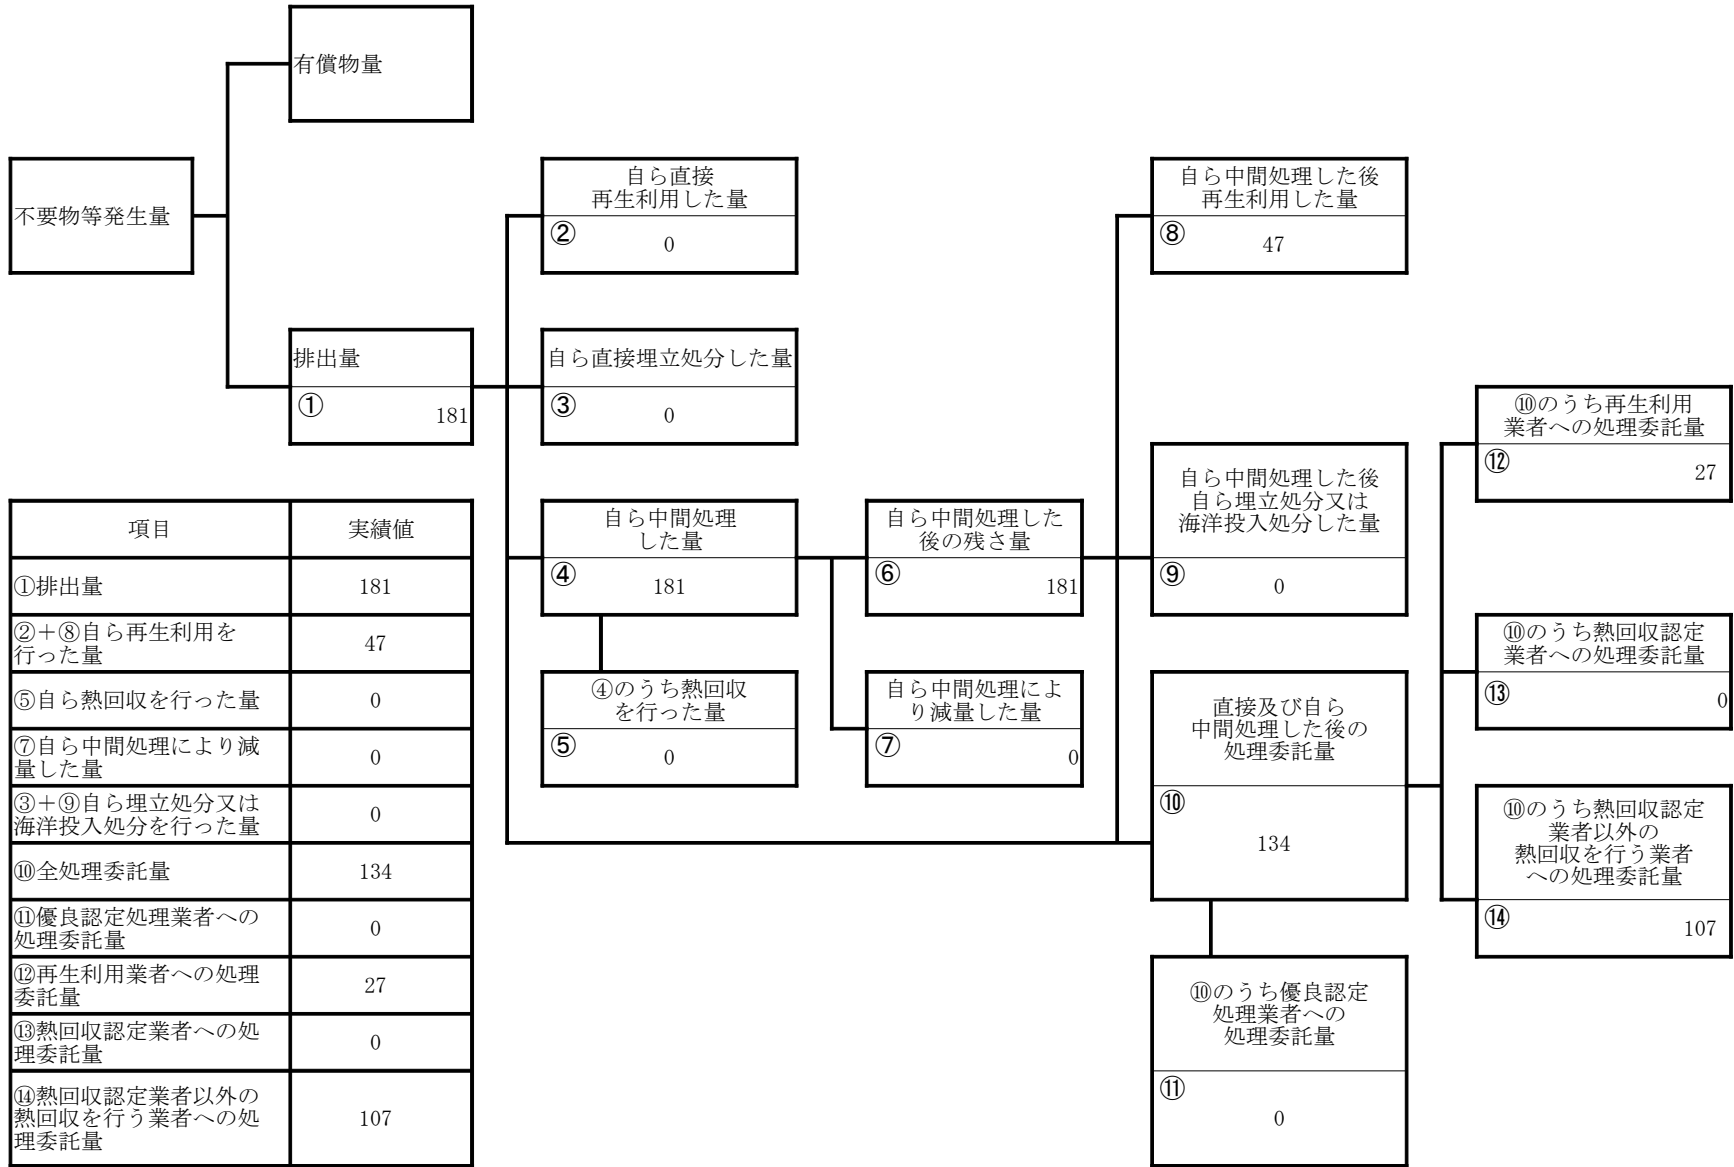 有償物量
不要物等発生量
自ら直接
再生利用した量
②
0
自ら中間処理した後
再生利用した量
⑧
47
排出量
①
181
自ら直接埋立処分した量
③
0
⑩のうち再生利用
業者への処理委託量
⑫
27
自ら中間処理
した量
④
181
自ら中間処理した
後の残さ量
⑥
181
自ら中間処理した後
自ら埋立処分又は
海洋投入処分した量
⑨
0
④のうち熱回収
を行った量
⑤
0
自ら中間処理によ
り減量した量
⑦
0
直接及び自ら
中間処理した後の
処理委託量
⑩
134
⑩のうち熱回収認定
業者への処理委託量
⑬
0
⑩のうち熱回収認定
業者以外の
熱回収を行う業者
への処理委託量
⑭
107
⑩のうち優良認定
処理業者への
処理委託量
⑪
0
項目 実績値
①排出量 181
②＋⑧自ら再生利用を
行った量 47
⑤自ら熱回収を行った量 0
⑦自ら中間処理により減
量した量 0
③＋⑨自ら埋立処分又は
海洋投入処分を行った量 0
⑩全処理委託量 134
⑪優良認定処理業者への
処理委託量 0
⑫再生利用業者への処理
委託量 27
⑬熱回収認定業者への処
理委託量 0
⑭熱回収認定業者以外の
熱回収を行う業者への処
理委託量 107